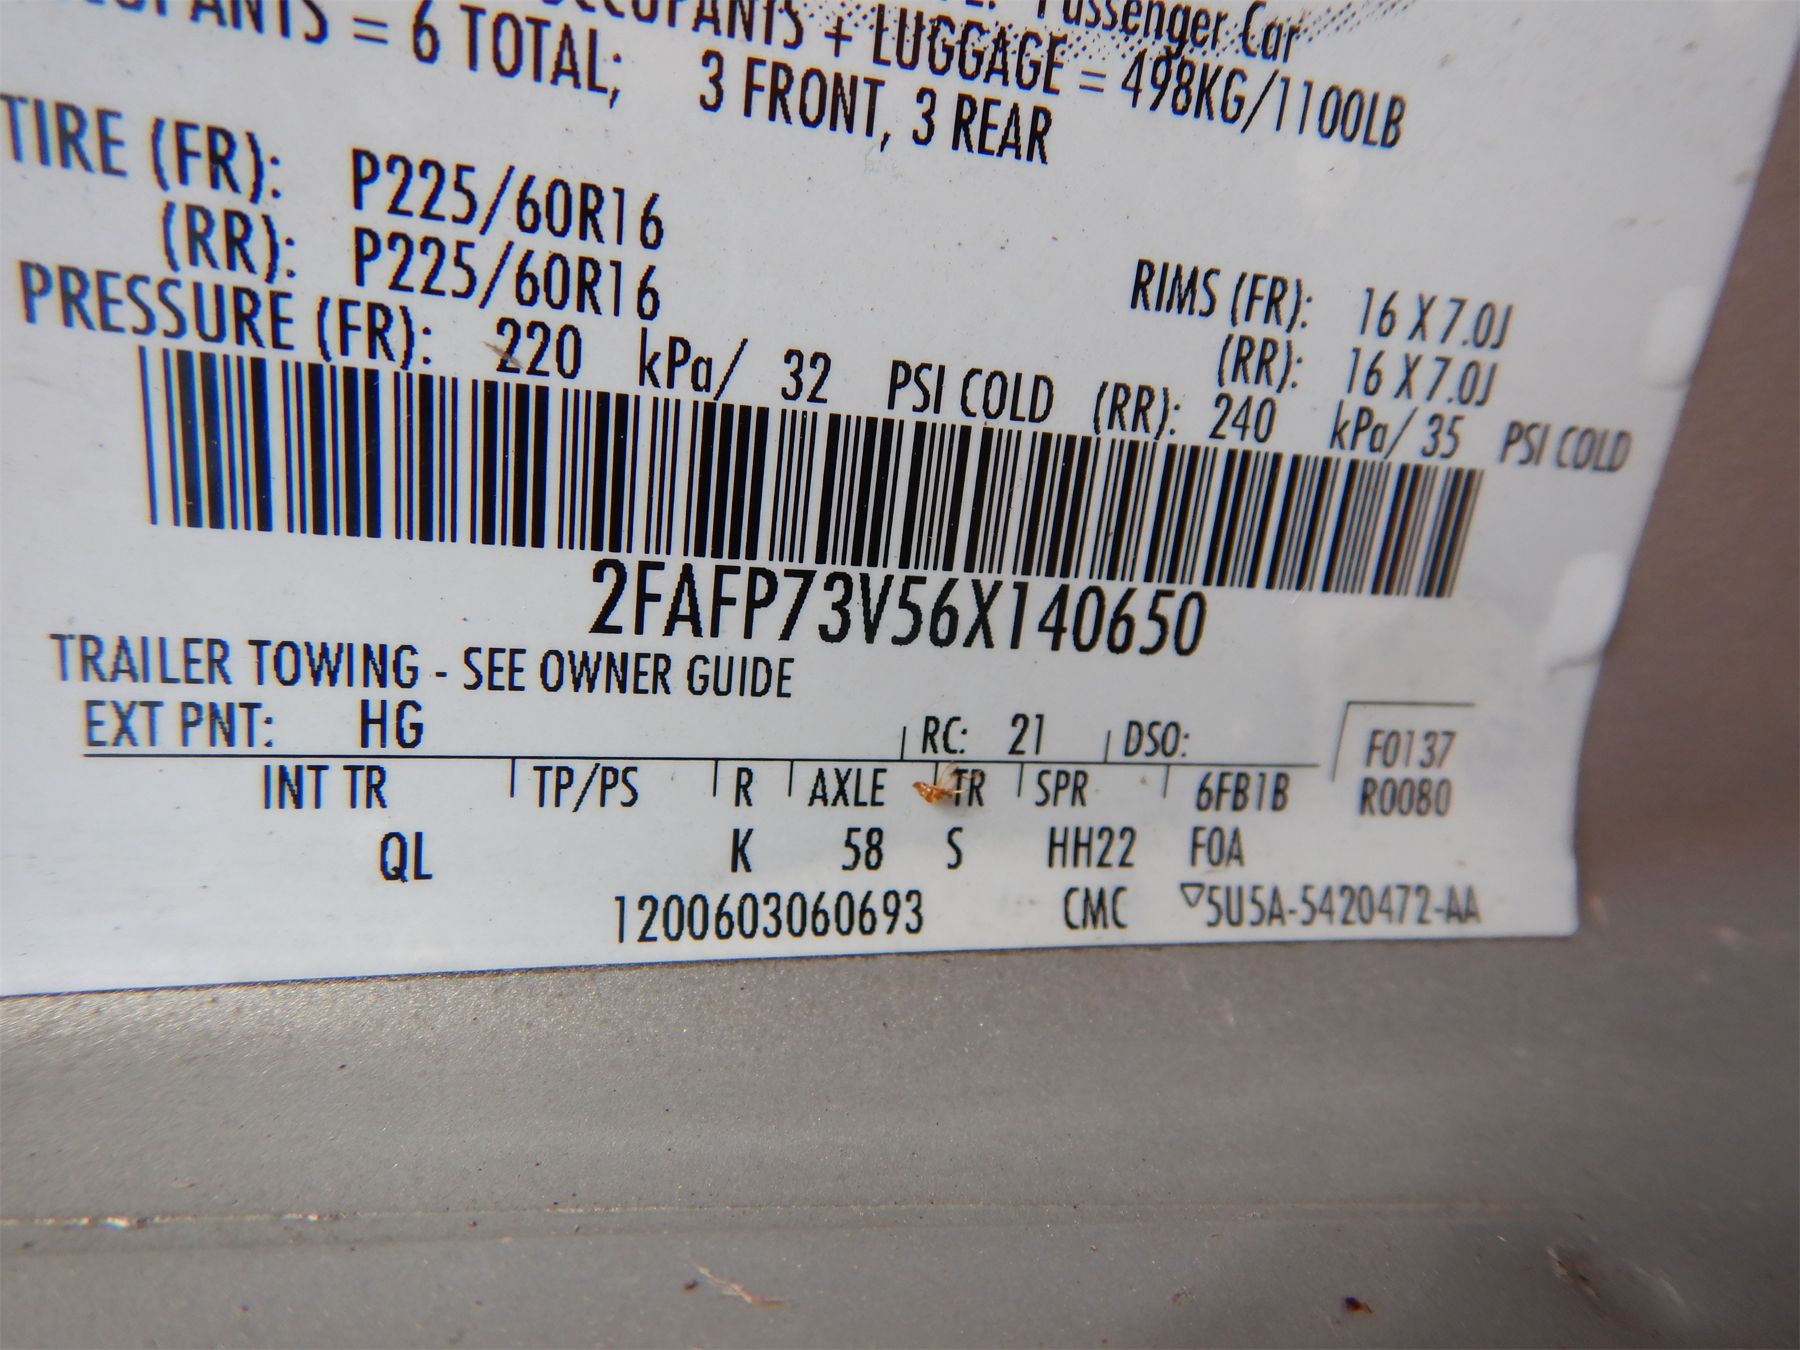 Passenger Car
OCCUPANTS + LUGGAGE = 498KG/1100LB
= 6 TOTAL; 3 FRONT, 3 REAR
TIRE (FR): P225/60R16
(RR): P225/60R16
RIMS (FR): 16 X 7.0J
(RR): 16 X 7.0J
PRESSURE (FR): 220 kPa/ 32 PSI COLD (RR): 240 kPa/ 35 PSI COLD
2FAFP73V56X140650
TRAILER TOWING - SEE OWNER GUIDE
EXT PNT: HG RC: 21 DSO: F0137
INT TR TP/PS R AXLE TR SPR 6FB1B R0080
QL K 58 S HH22 F0A
1200603060693 CMC ▽5U5A-5420472-AA